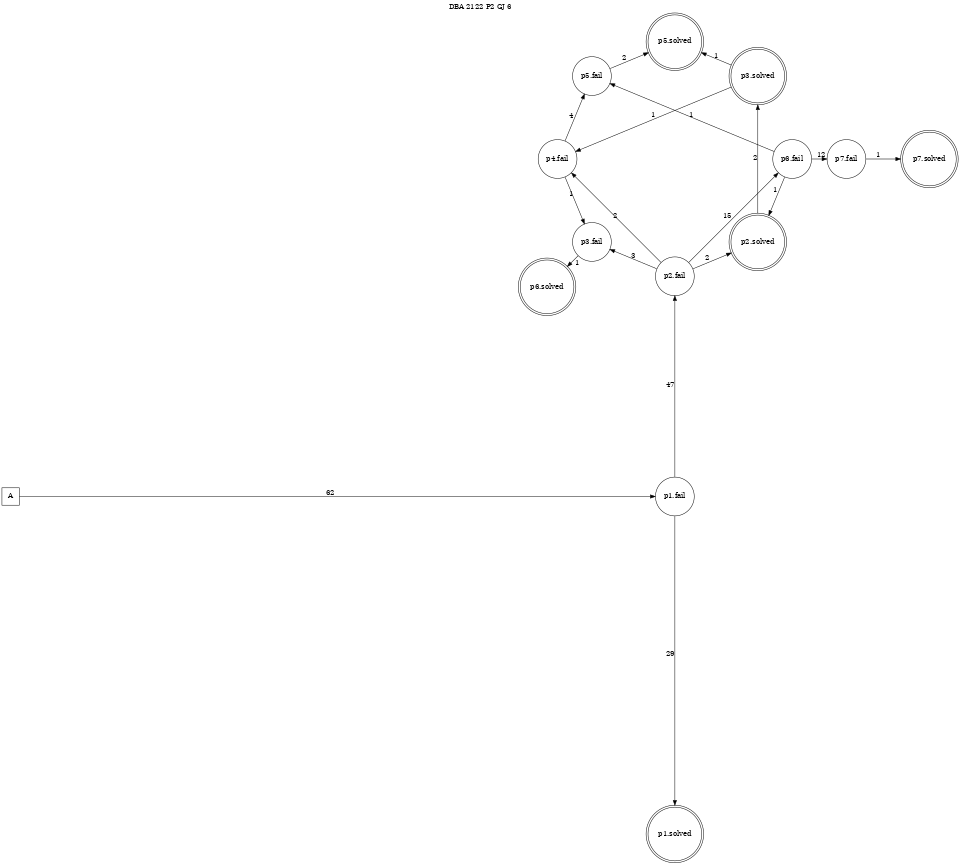 DBA 2122 P2 GJ 6
p5.solved
2
1
p5.fail
p3.solved
4
1
1
p4.fail
2
p6.fail
12
p7.fail
1
p7.solved
1
1
2
15
p3.fail
p2.solved
3
2
1
p2.fail
p6.solved
47
A
62
p1.fail
29
p1.solved